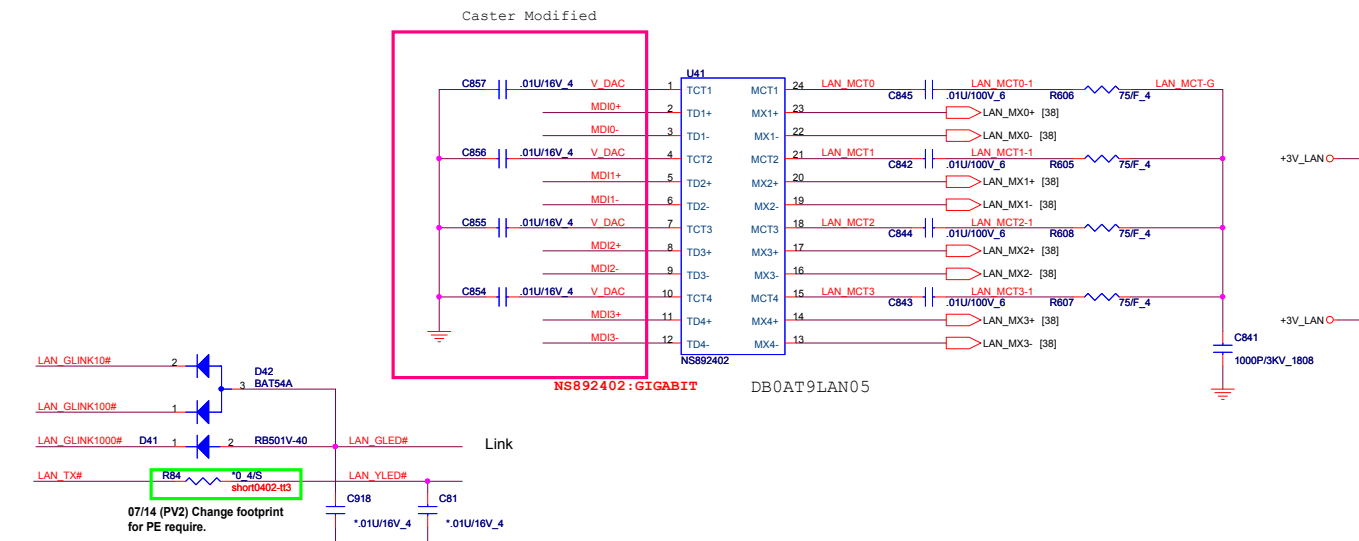 Caster Modified
U41
C857 .01U/16V_4 V_DAC 1 TCT1 MCT1 24 LAN_MCT0 C845 .01U/100V_6 LAN_MCT0-1 R606 75/F_4 LAN_MCT-G
MDI0+ 2 TD1+ MX1+ 23 LAN_MX0+ [38]
MDI0- 3 TD1- MX1- 22 LAN_MX0- [38]
C856 .01U/16V_4 V_DAC 4 TCT2 MCT2 21 LAN_MCT1 C842 .01U/100V_6 LAN_MCT1-1 R605 75/F_4 +3V_LAN
MDI1+ 5 TD2+ MX2+ 20 LAN_MX1+ [38]
MDI1- 6 TD2- MX2- 19 LAN_MX1- [38]
C855 .01U/16V_4 V_DAC 7 TCT3 MCT3 18 LAN_MCT2 C844 .01U/100V_6 LAN_MCT2-1 R608 75/F_4
MDI2+ 8 TD3+ MX3+ 17 LAN_MX2+ [38]
MDI2- 9 TD3- MX3- 16 LAN_MX2- [38]
C854 .01U/16V_4 V_DAC 10 TCT4 MCT4 15 LAN_MCT3 C843 .01U/100V_6 LAN_MCT3-1 R607 75/F_4
MDI3+ 11 TD4+ MX4+ 14 LAN_MX3+ [38] +3V_LAN
MDI3- 12 TD4- MX4- 13 LAN_MX3- [38]
C841
1000P/3KV_1808
NS892402
NS892402:GIGABIT DB0AT9LAN05
LAN_GLINK10# 2
D42
3 BAT54A
LAN_GLINK100# 1
LAN_GLINK1000# D41 1 2 RB501V-40 LAN_GLED# Link
LAN_TX# R84 *0_4/S LAN_YLED#
short0402-tt3
C918 C81
07/14 (PV2) Change footprint
for PE require.
*.01U/16V_4 *.01U/16V_4